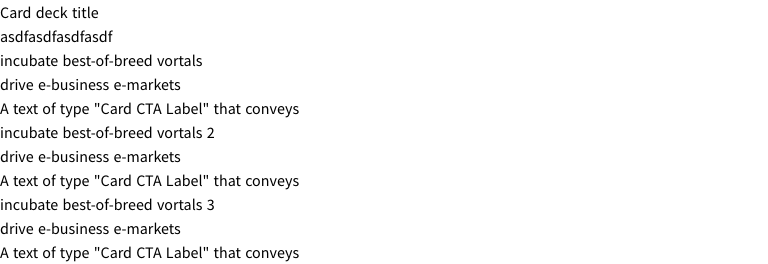 Card deck title
asdfasdfasdfasdf
incubate best-of-breed vortals
drive e-business e-markets
A text of type "Card CTA Label" that conveys
incubate best-of-breed vortals 2
drive e-business e-markets
A text of type "Card CTA Label" that conveys
incubate best-of-breed vortals 3
drive e-business e-markets
A text of type "Card CTA Label" that conveys